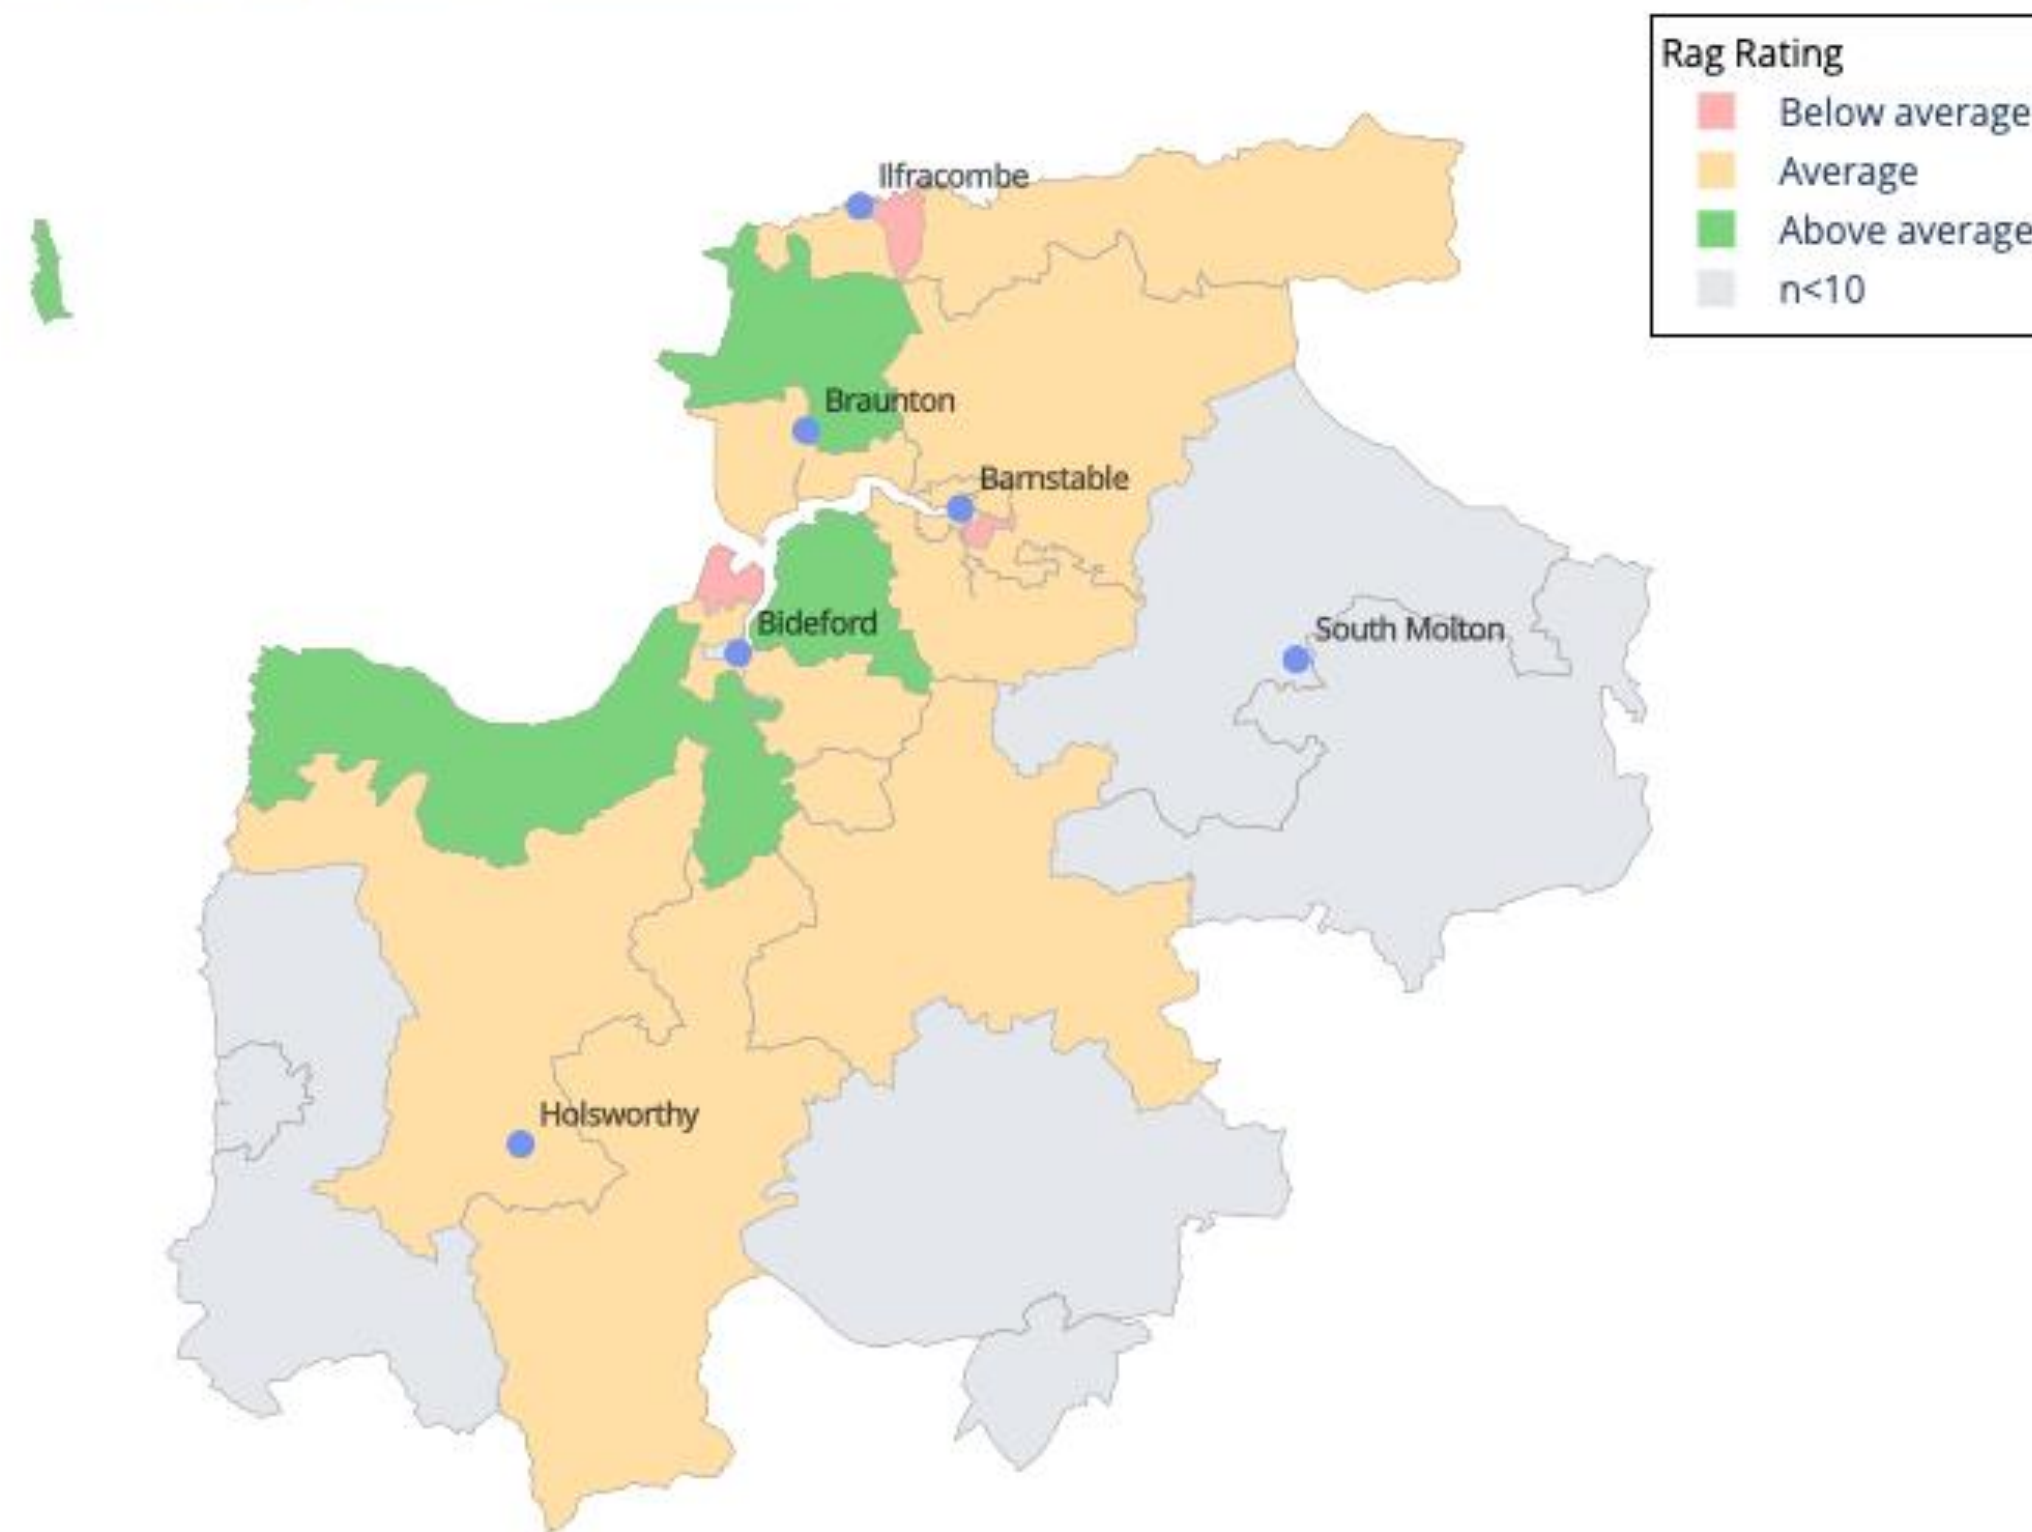 Rag Rating
Below average
Average
Above average
n<10
Ilfracombe
Braunton
Barnstable
Bideford
South Molton
Holsworthy